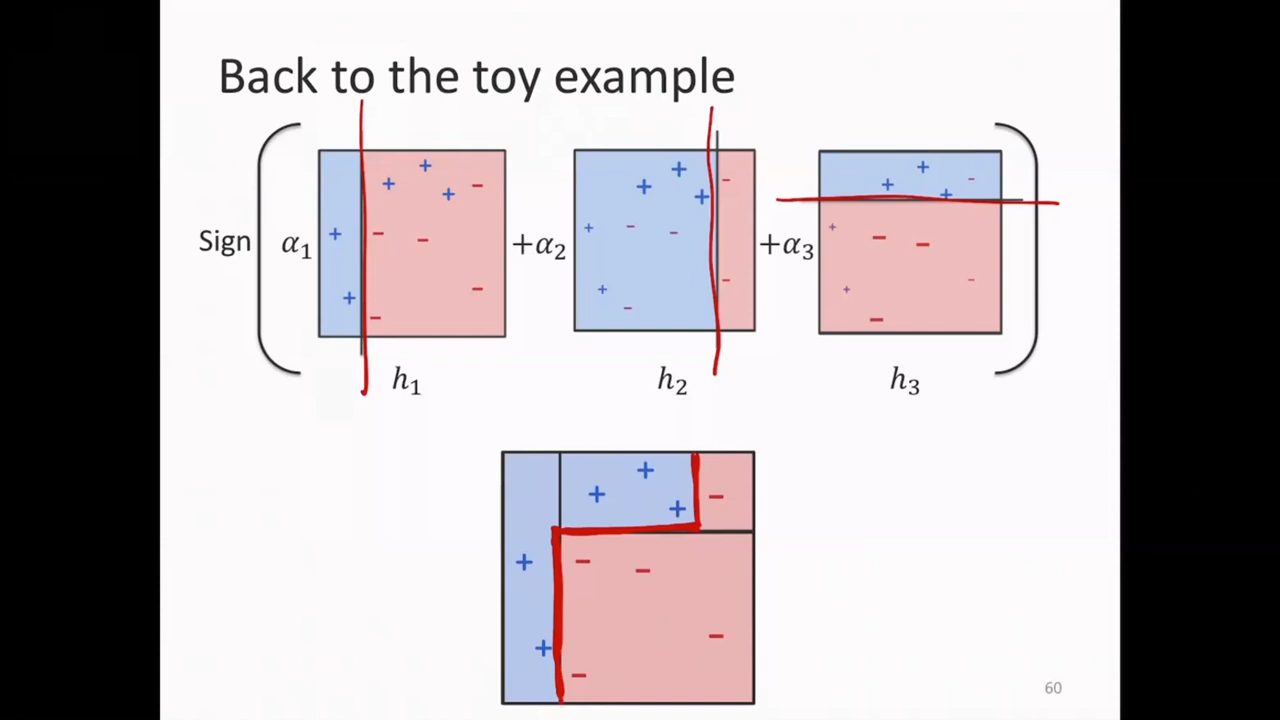 Back to the toy example
Sign ( α₁ +α₂ +α₃ )
h₁ h₂ h₃
60